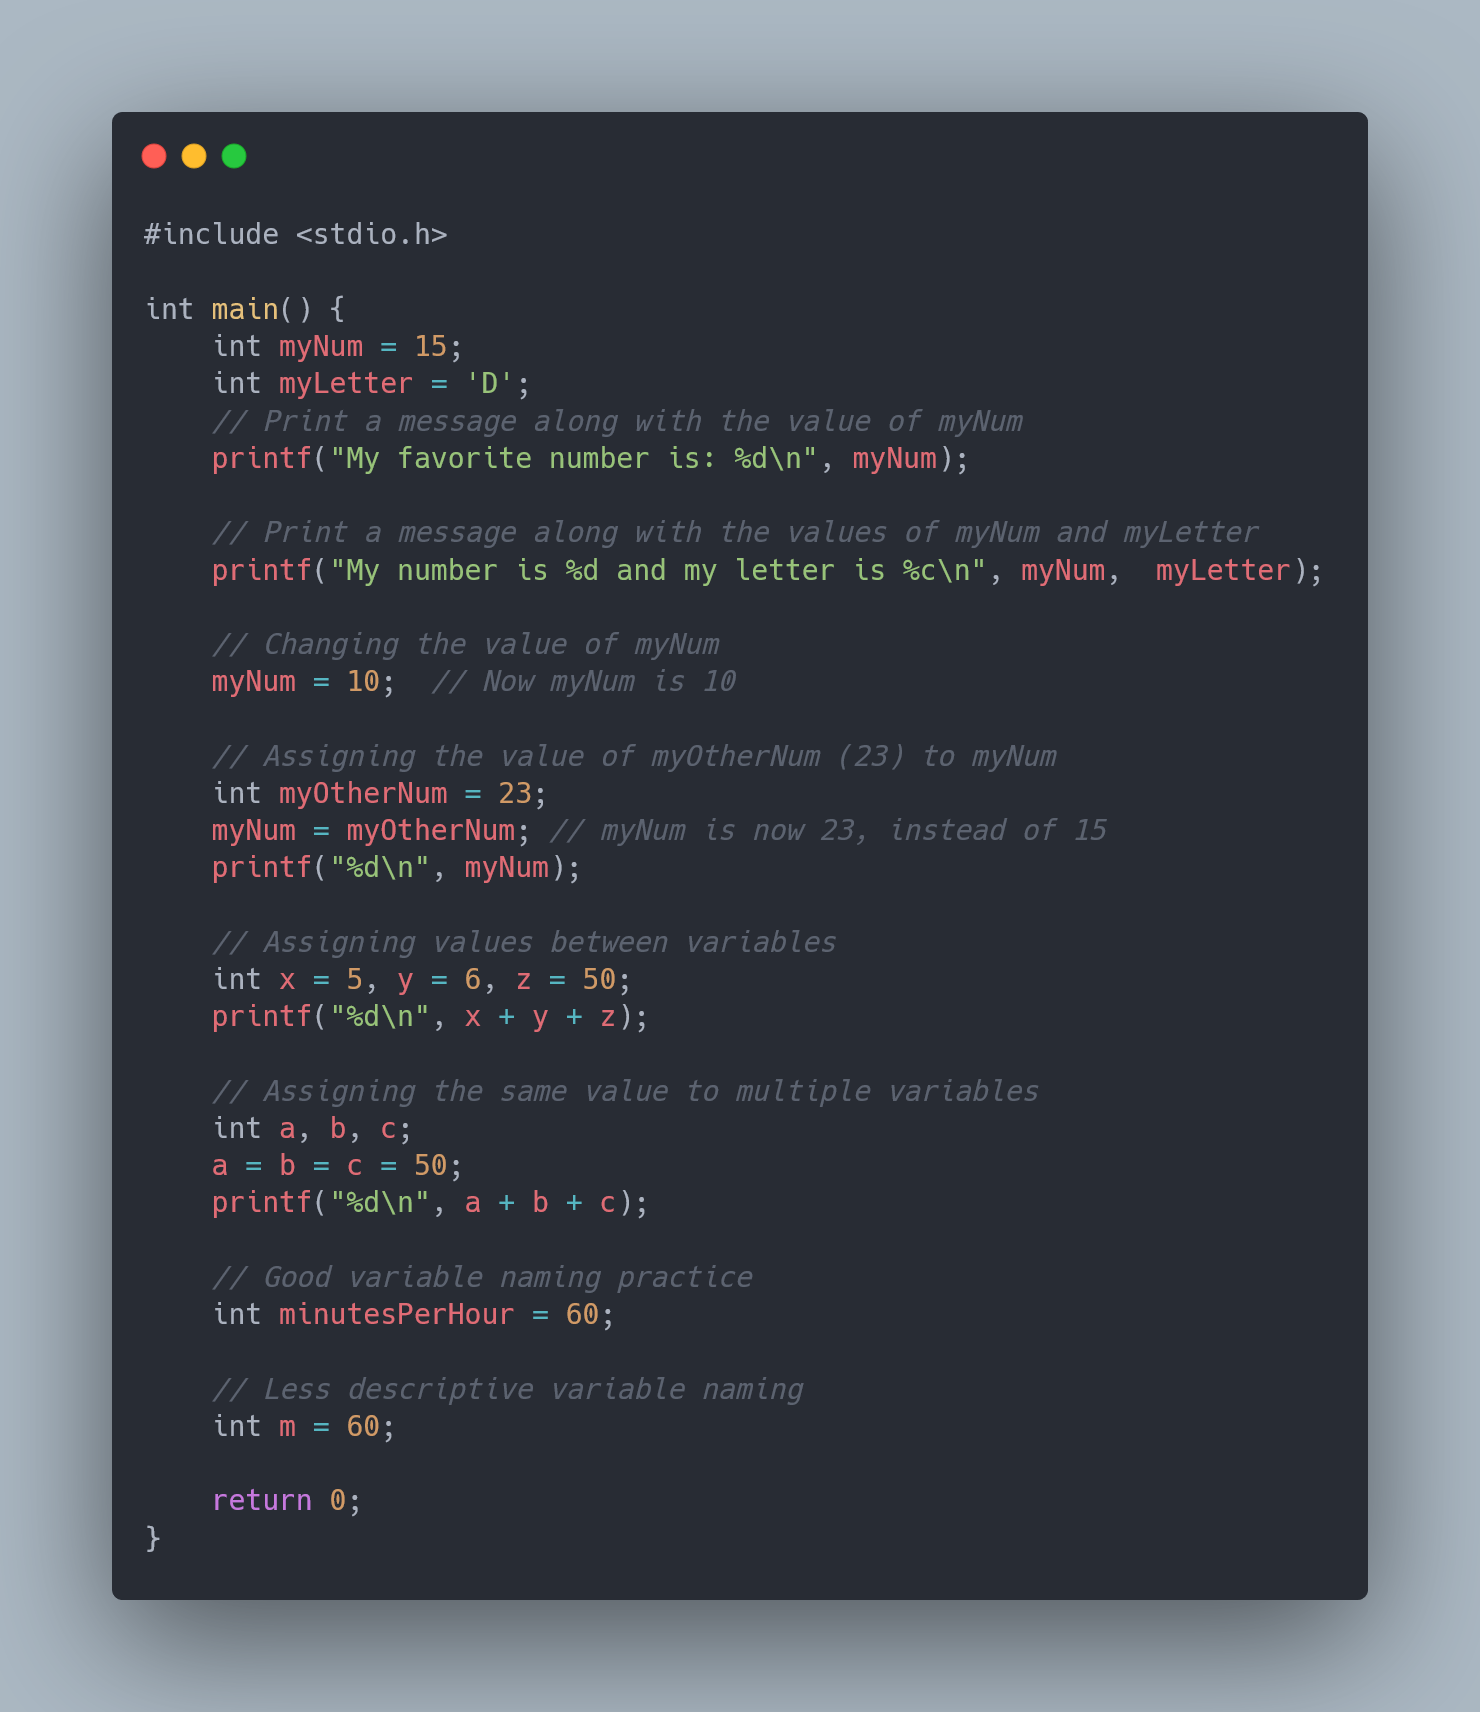 #include <stdio.h>

int main() {
    int myNum = 15;
    int myLetter = 'D';
    // Print a message along with the value of myNum
    printf("My favorite number is: %d\n", myNum);

    // Print a message along with the values of myNum and myLetter
    printf("My number is %d and my letter is %c\n", myNum,  myLetter);

    // Changing the value of myNum
    myNum = 10;  // Now myNum is 10

    // Assigning the value of myOtherNum (23) to myNum
    int myOtherNum = 23;
    myNum = myOtherNum; // myNum is now 23, instead of 15
    printf("%d\n", myNum);

    // Assigning values between variables
    int x = 5, y = 6, z = 50;
    printf("%d\n", x + y + z);

    // Assigning the same value to multiple variables
    int a, b, c;
    a = b = c = 50;
    printf("%d\n", a + b + c);

    // Good variable naming practice
    int minutesPerHour = 60;

    // Less descriptive variable naming
    int m = 60;

    return 0;
}